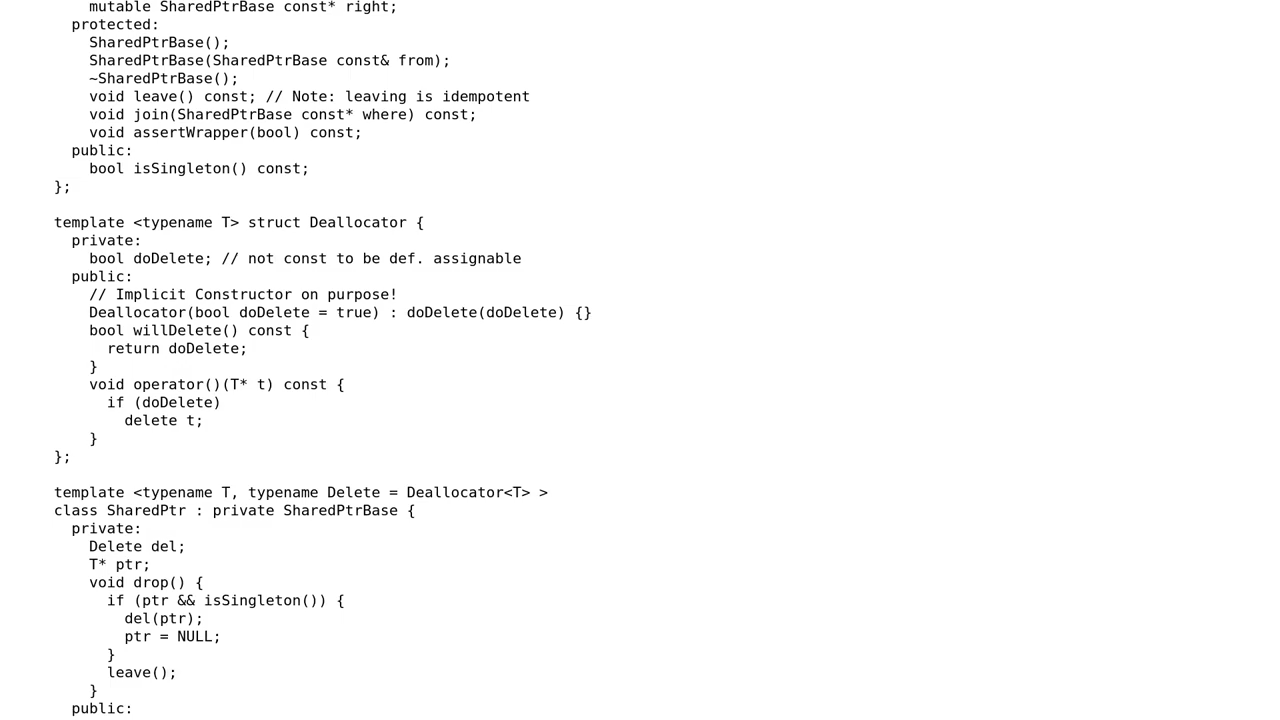 mutable SharedPtrBase const* right;
  protected:
    SharedPtrBase();
    SharedPtrBase(SharedPtrBase const& from);
    ~SharedPtrBase();
    void leave() const; // Note: leaving is idempotent
    void join(SharedPtrBase const* where) const;
    void assertWrapper(bool) const;
  public:
    bool isSingleton() const;
};

template <typename T> struct Deallocator {
  private:
    bool doDelete; // not const to be def. assignable
  public:
    // Implicit Constructor on purpose!
    Deallocator(bool doDelete = true) : doDelete(doDelete) {}
    bool willDelete() const {
      return doDelete;
    }
    void operator()(T* t) const {
      if (doDelete)
        delete t;
    }
};

template <typename T, typename Delete = Deallocator<T> >
class SharedPtr : private SharedPtrBase {
  private:
    Delete del;
    T* ptr;
    void drop() {
      if (ptr && isSingleton()) {
        del(ptr);
        ptr = NULL;
      }
      leave();
    }
  public: